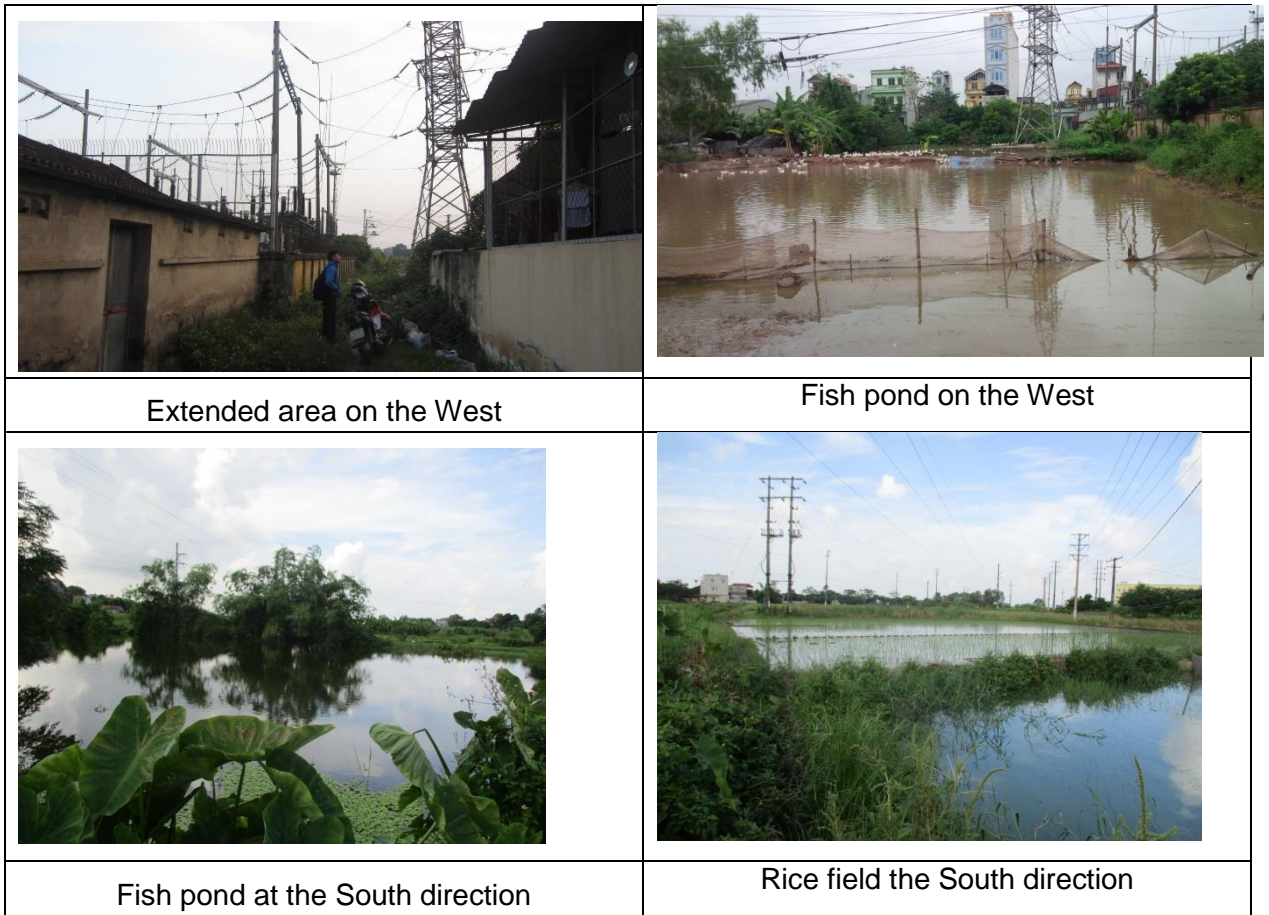 Extended area on the West
Fish pond on the West
Fish pond at the South direction
Rice field the South direction